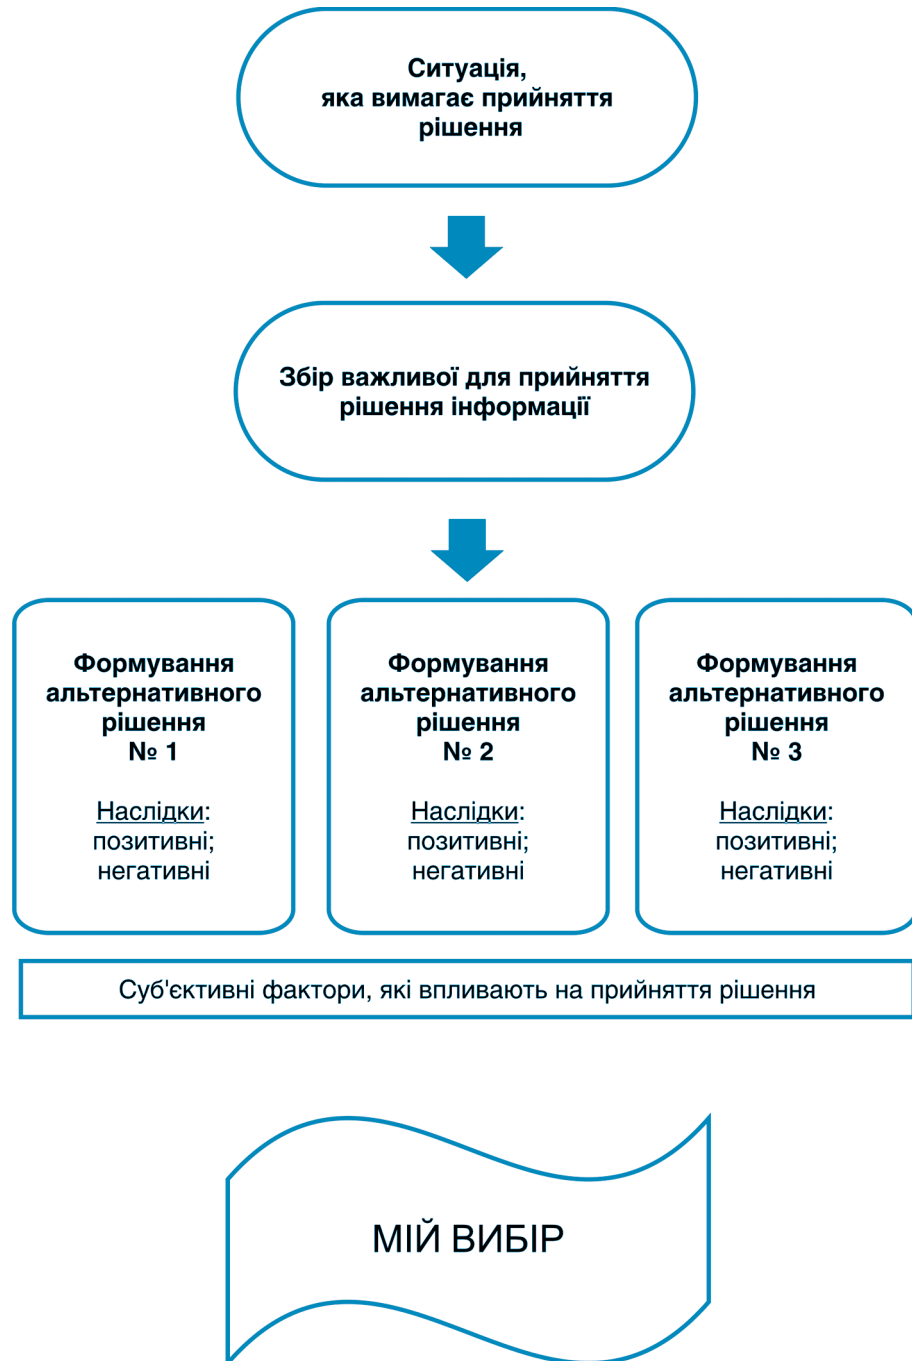 Ситуація,
яка вимагає прийняття
рішення
Збір важливої для прийняття
рішення інформації
Формування
альтернативного
рішення
№ 1
Наслідки:
позитивні;
негативні
Формування
альтернативного
рішення
№ 2
Наслідки:
позитивні;
негативні
Формування
альтернативного
рішення
№ 3
Наслідки:
позитивні;
негативні
Суб'єктивні фактори, які впливають на прийняття рішення
МІЙ ВИБІР